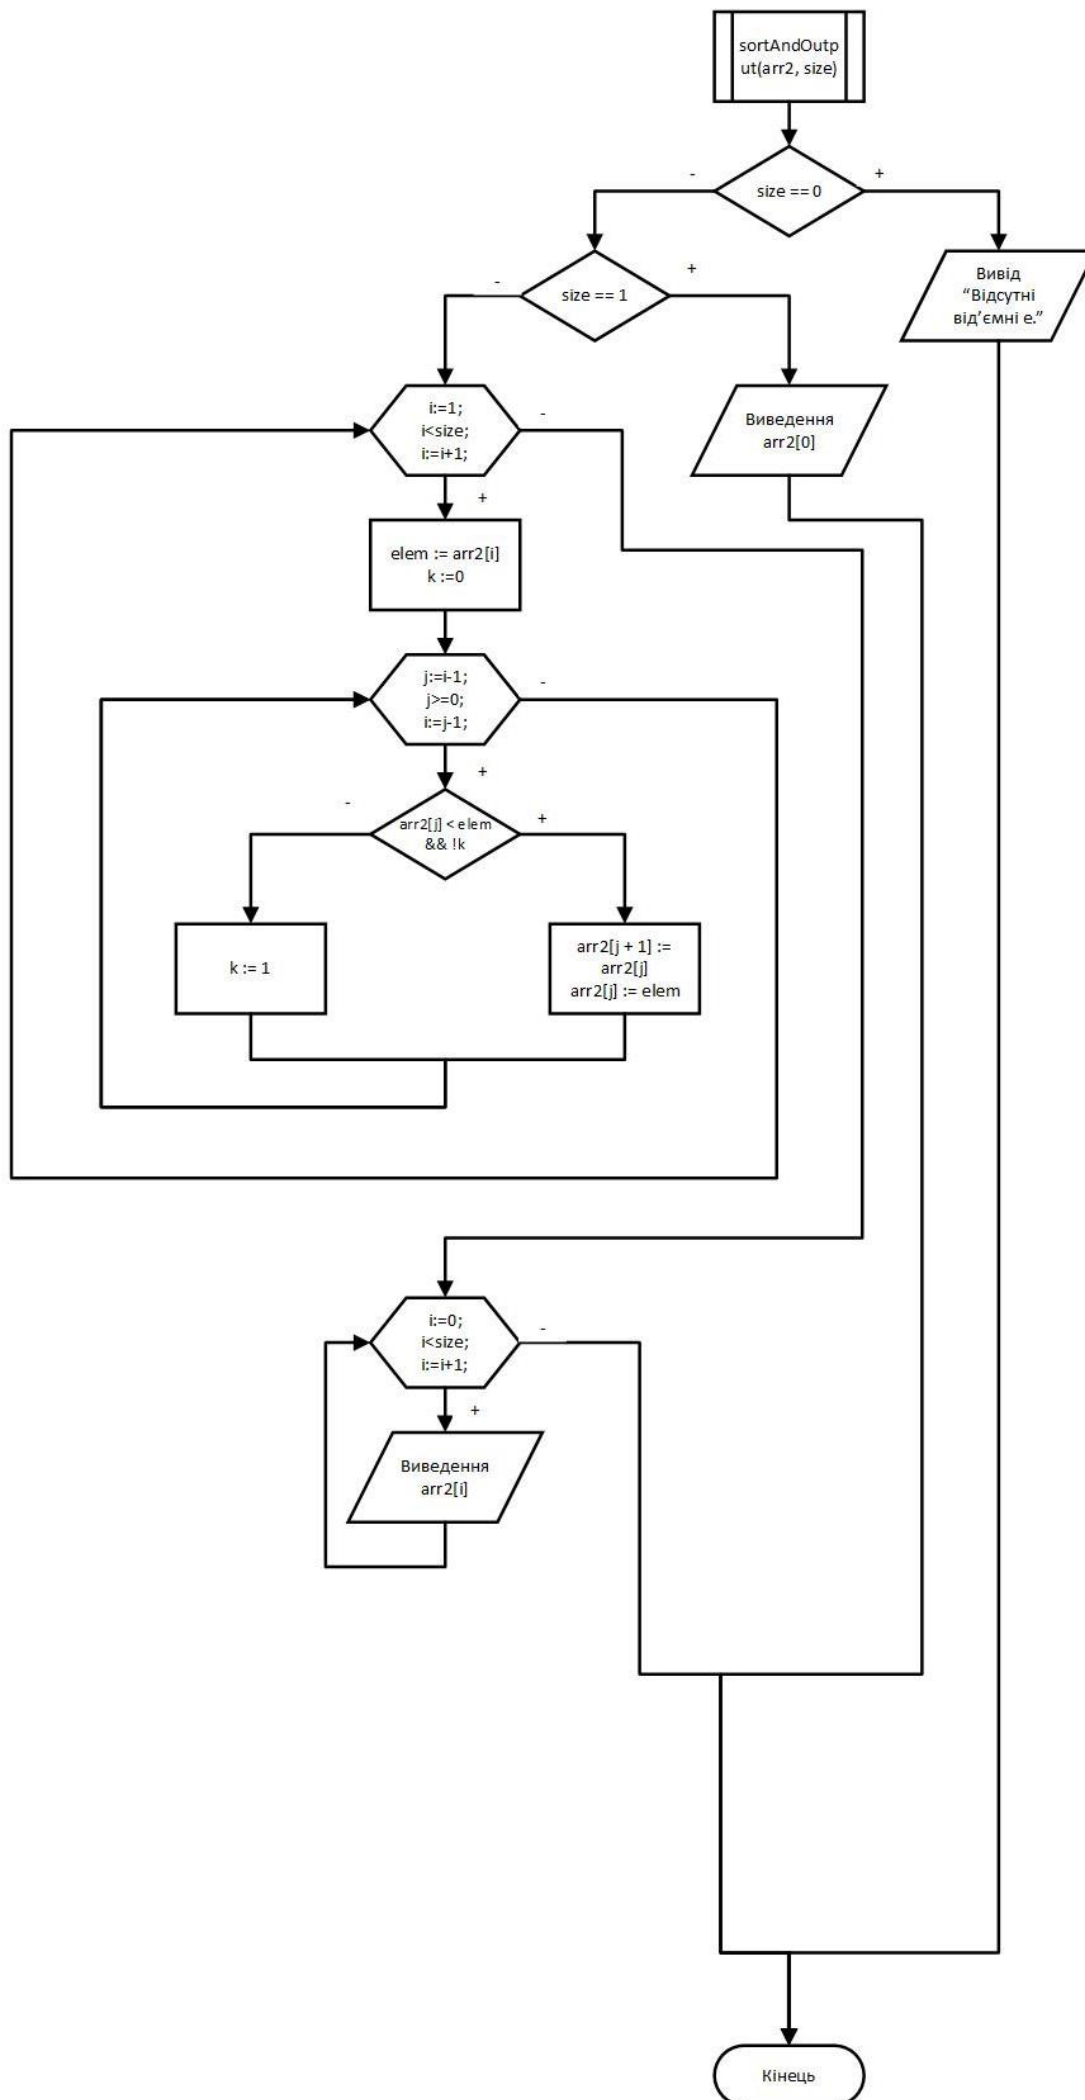 sortAndOutp
ut(arr2, size)
-
+
size == 0
-
+
size == 1
Вивід
“Відсутні
від’ємні е.”
i:=1;
i<size;
i:=i+1;
-
Виведення
arr2[0]
+
elem := arr2[i]
k :=0
j:=i-1;
j>=0;
i:=j-1;
-
+
-
arr2[j] < elem
&& !k
+
k := 1
arr2[j + 1] :=
arr2[j]
arr2[j] := elem
i:=0;
i<size;
i:=i+1;
-
+
Виведення
arr2[i]
Кінець